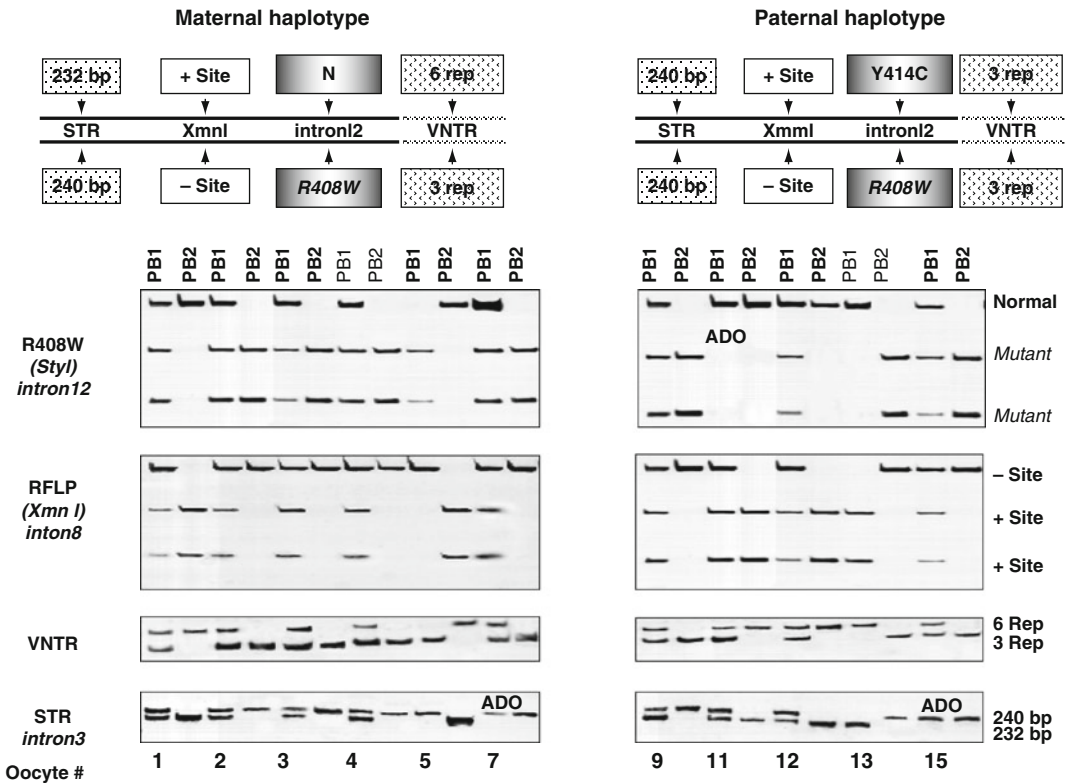 Maternal haplotype
Paternal haplotype
232 bp
+ Site
N
6 rep
240 bp
+ Site
Y414C
3 rep
STR
XmnI
intronI2
VNTR
STR
XmmI
intronI2
VNTR
240 bp
– Site
R408W
3 rep
240 bp
– Site
R408W
3 rep
PB1 PB2 PB1 PB2 PB1 PB2 PB1 PB2 PB1 PB2 PB1 PB2
PB1 PB2 PB1 PB2 PB1 PB2 PB1 PB2 PB1 PB2
R408W
(Styl)
intron12
ADO
Normal
Mutant
Mutant
RFLP
(Xmn I)
inton8
– Site
+ Site
+ Site
VNTR
6 Rep
3 Rep
STR
intron3
ADO
ADO
240 bp
232 bp
Oocyte #
1 2 3 4 5 7
9 11 12 13 15